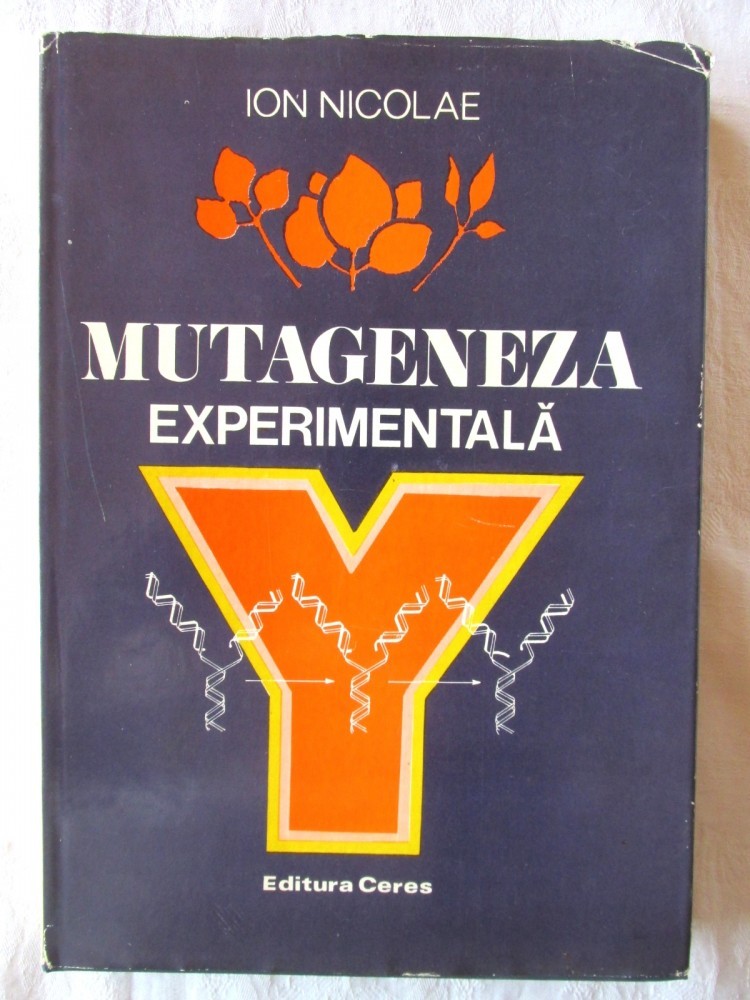 ION NICOLAE
MUTAGENEZA
EXPERIMENTALĂ
Y
Editura Ceres